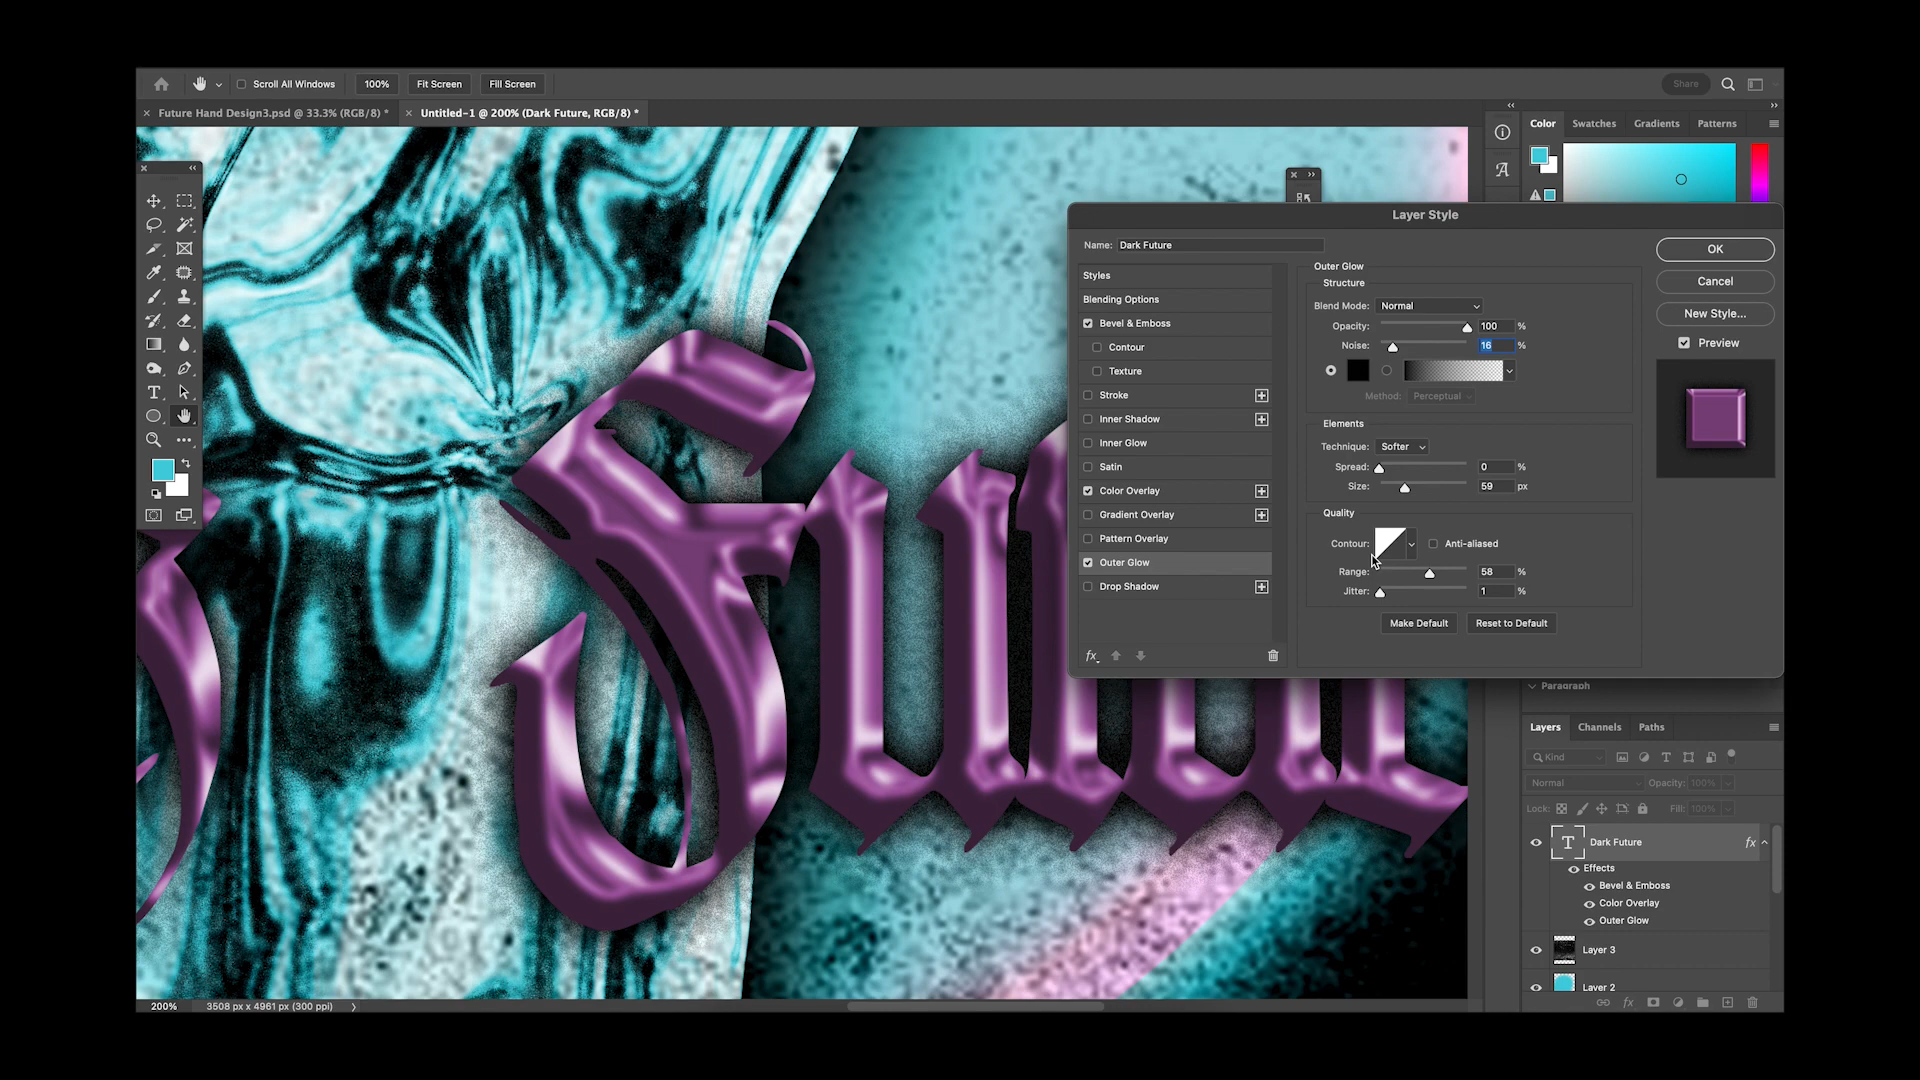 Scroll All Windows 100% Fit Screen Fill Screen Share
× Future Hand Design3.psd @ 33.3% (RGB/8) * × Untitled-1 @ 200% (Dark Future, RGB/8) *
Color Swatches Gradients Patterns
Layer Style
Name: Dark Future
Styles
Blending Options
Bevel & Emboss
Contour
Texture
Stroke
Inner Shadow
Inner Glow
Satin
Color Overlay
Gradient Overlay
Pattern Overlay
Outer Glow
Drop Shadow
fx
Outer Glow
Structure
Blend Mode: Normal
Opacity: 100 %
Noise: 16 %
Method: Perceptual
Elements
Technique: Softer
Spread: 0 %
Size: 59 px
Quality
Contour: Anti-aliased
Range: 58 %
Jitter: 1 %
Make Default Reset to Default
OK
Cancel
New Style...
Preview
Paragraph
Layers Channels Paths
Kind
Normal Opacity: 100%
Lock: Fill: 100%
T Dark Future fx
Effects
Bevel & Emboss
Color Overlay
Outer Glow
Layer 3
Layer 2
fx
200% 3508 px x 4961 px (300 ppi)